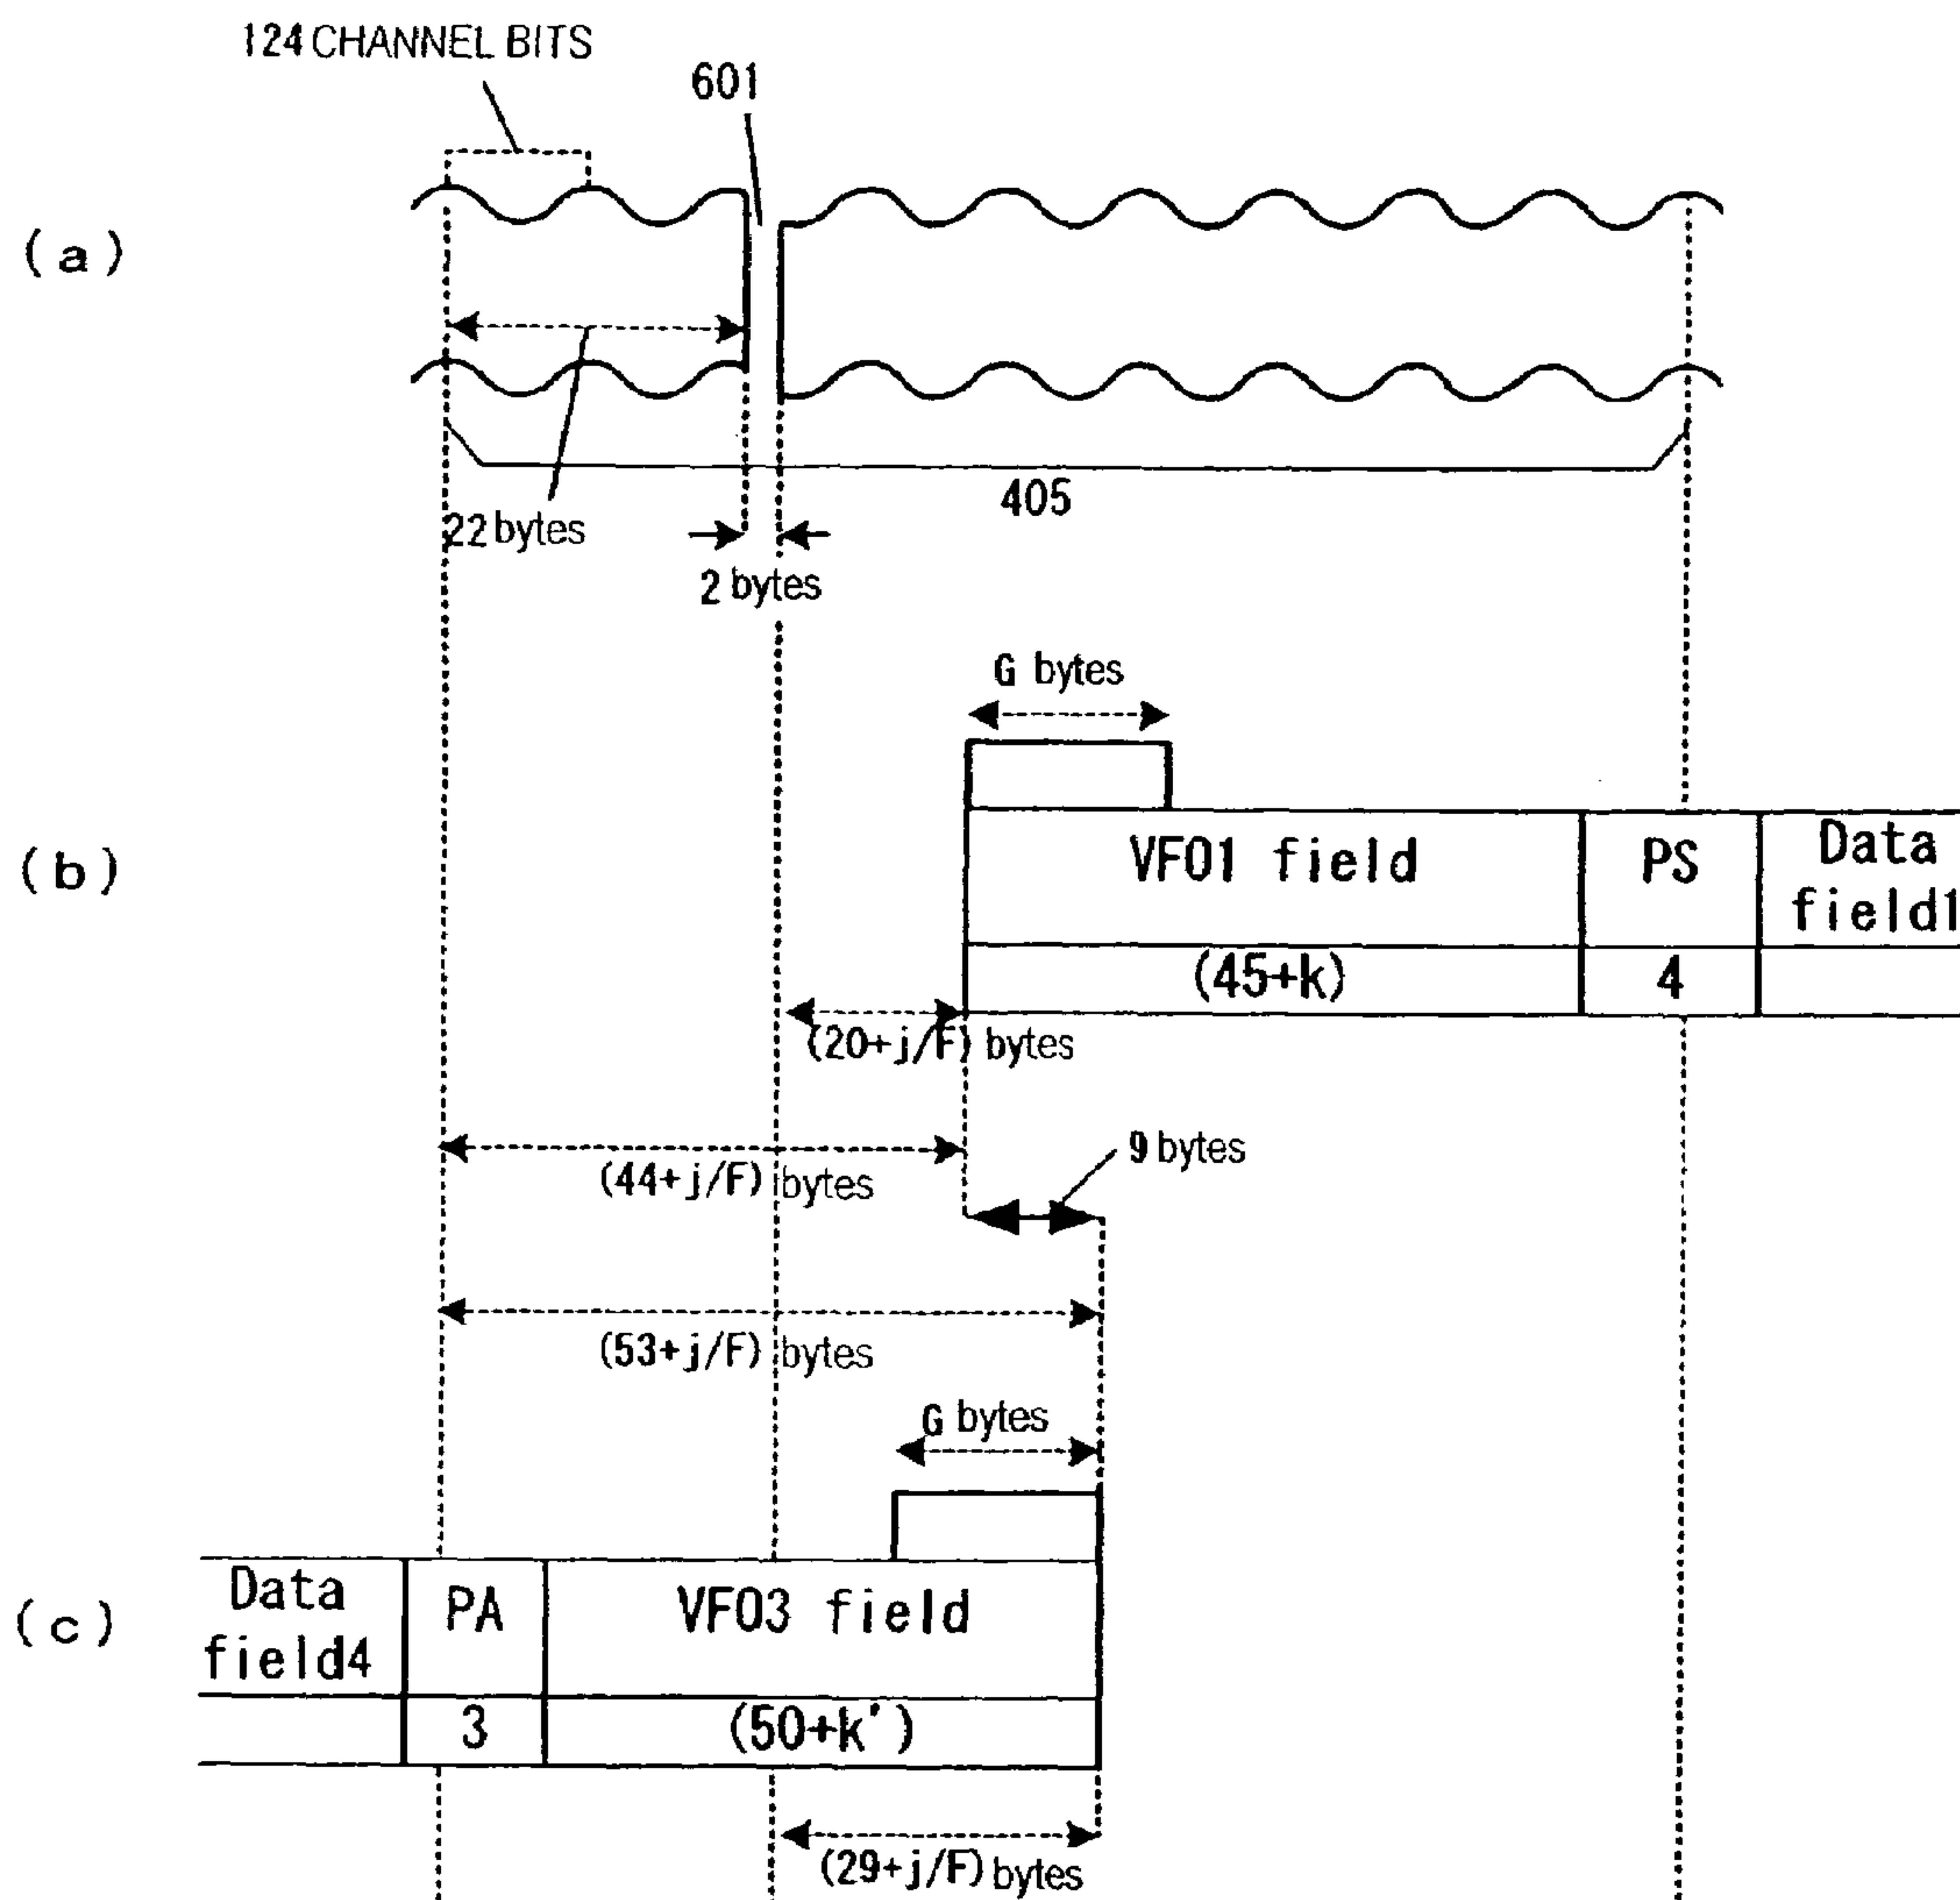 124 CHANNEL BITS
601
(a)
22 bytes
405
2 bytes
G bytes
(b)
VFO1 field
PS
Data
field1
(45+k)
4
(20+j/F) bytes
9 bytes
(44+j/F) bytes
(53+j/F) bytes
G bytes
(c)
Data
field4
PA
VFO3 field
3
(50+k')
(29+j/F) bytes